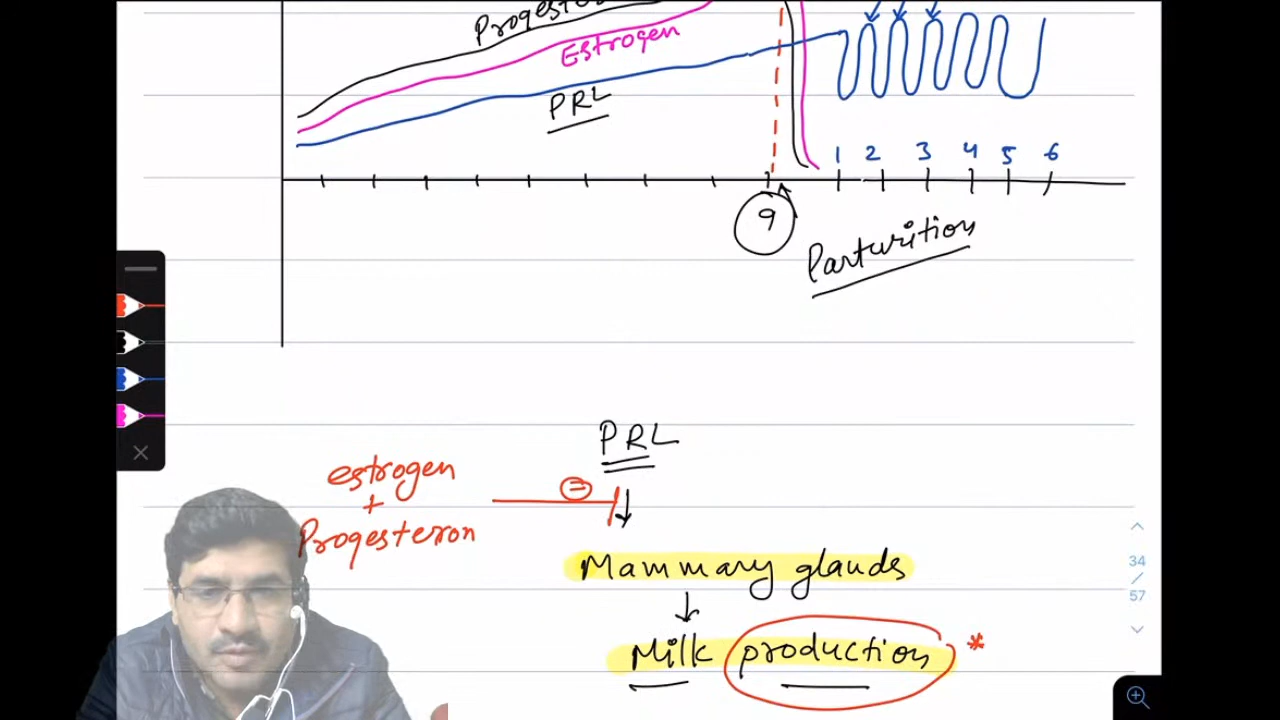 Progester
Estrogen
PRL
1 2 3 4 5 6
9
Parturition
PRL
estrogen
+
Progesteron
Mammary glands
Milk production *
34
/
57